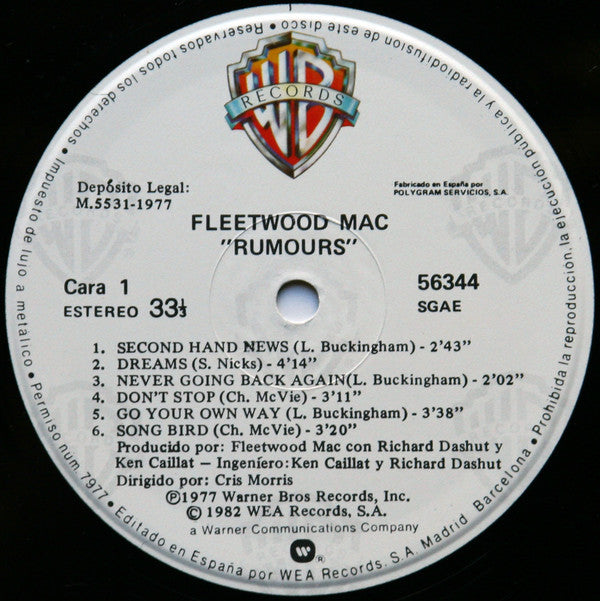 Reservados todos los derechos • Impuesto de lujo a metálico • Permiso núm. 7977 • Editado en España por WEA Records, S.A. Madrid Barcelona • Prohibida la reproducción, la ejecución pública y la radiodifusión de este disco •
WB
RECORDS
Depósito Legal:
M.5531-1977
Fabricado en España por
POLYGRAM SERVICIOS, S.A.
FLEETWOOD MAC
"RUMOURS"
Cara 1
ESTEREO 33⅓
56344
SGAE
1. SECOND HAND NEWS (L. Buckingham) - 2'43"
2. DREAMS (S. Nicks) - 4'14"
3. NEVER GOING BACK AGAIN(L. Buckingham) - 2'02"
4. DON'T STOP (Ch. McVie) - 3'11"
5. GO YOUR OWN WAY (L. Buckingham) - 3'38"
6. SONG BIRD (Ch. McVie) - 3'20"
Producido por: Fleetwood Mac con Richard Dashut y
Ken Caillat — Ingeníero: Ken Caillat y Richard Dashut
Dirigido por: Cris Morris
Ⓟ1977 Warner Bros Records, Inc.
© 1982 WEA Records, S.A.
a Warner Communications Company
®